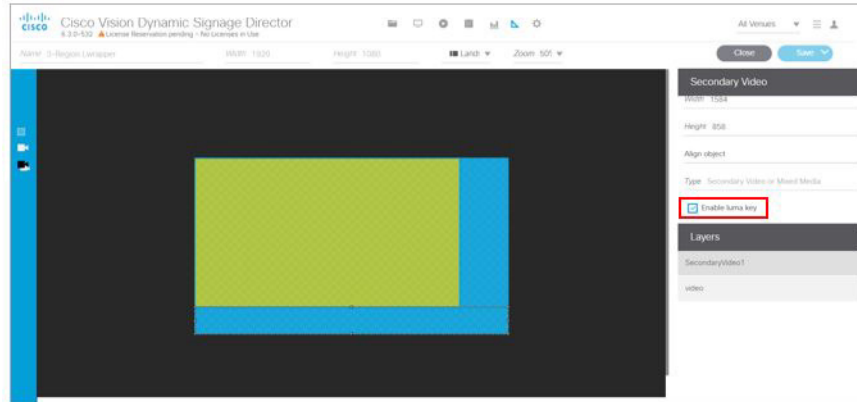 cisco Cisco Vision Dynamic Signage Director
6.3.0-532 License Reservation pending - No Licenses in Use
All Venues
Name 3-Region Lwrapper Width 1920 Height 1080 Landi Zoom 50% Close Save
Secondary Video
Width 1584
Height 858
Align object
Type Secondary Video or Mixed Media
Enable luma key
Layers
SecondaryVideo1
video